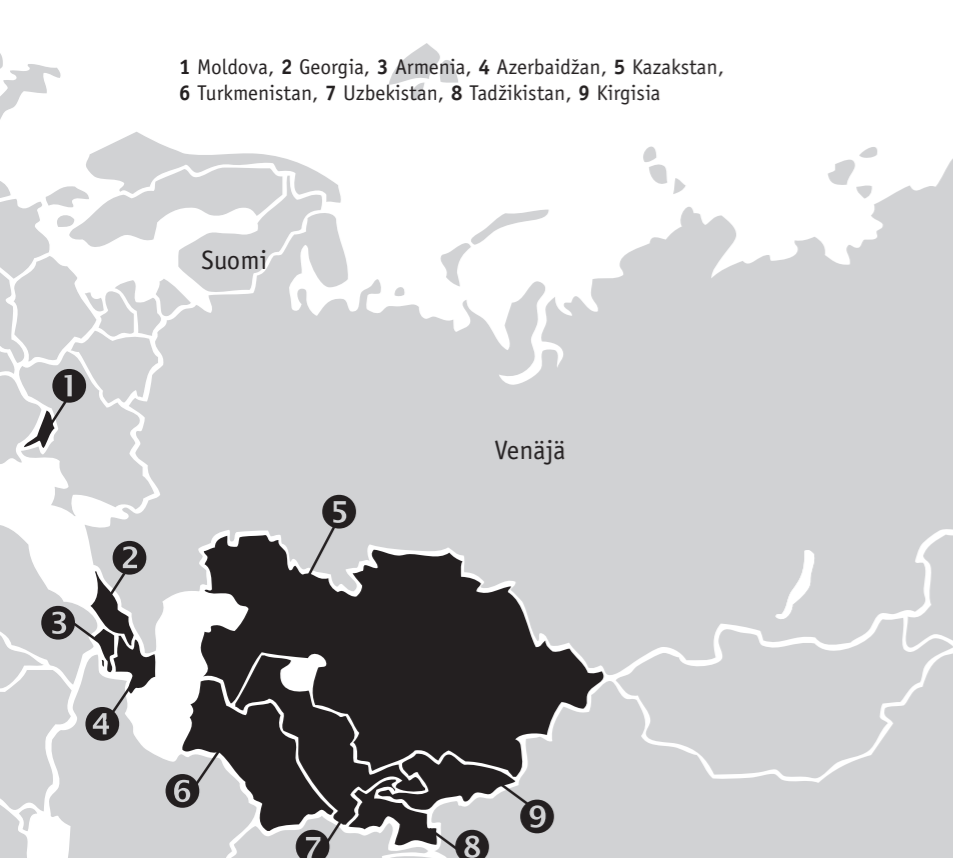 1 Moldova, 2 Georgia, 3 Armenia, 4 Azerbaidžan, 5 Kazakstan,
6 Turkmenistan, 7 Uzbekistan, 8 Tadžikistan, 9 Kirgisia
Suomi
1
Venäjä
5
2
3
4
6
9
7
8